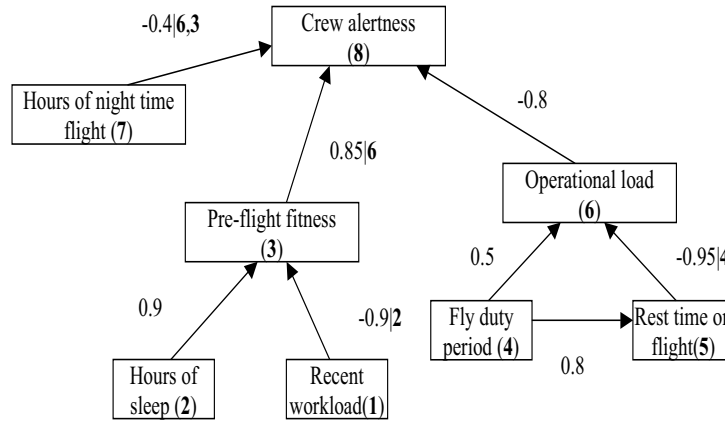 -0.4|6,3
Crew alertness
(8)
Hours of night time
flight (7)
-0.8
0.85|6
Operational load
(6)
Pre-flight fitness
(3)
0.9
-0.9|2
0.5
-0.95|4
Fly duty
period (4)
0.8
Rest time on
flight(5)
Hours of
sleep (2)
Recent
workload(1)